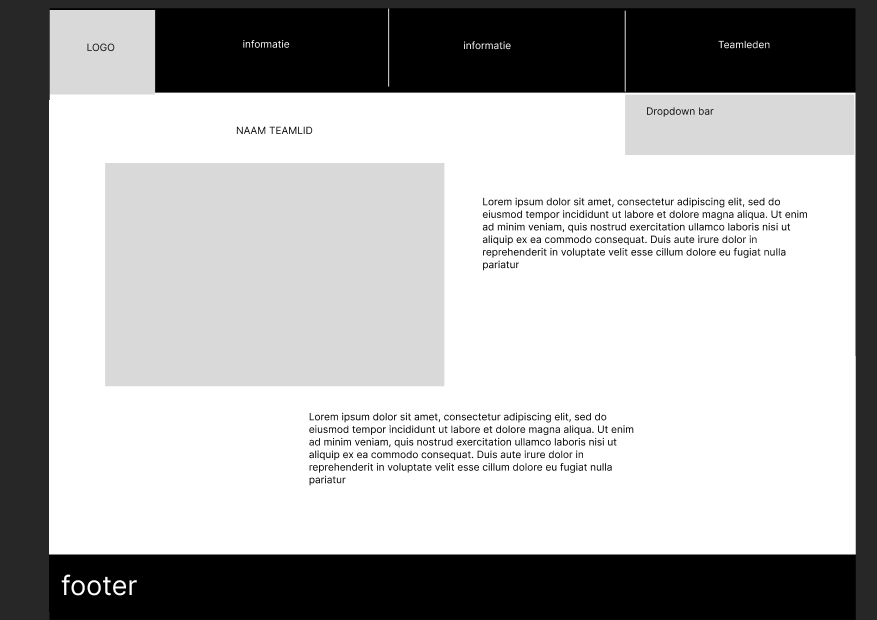 LOGO
informatie
informatie
Teamleden
Dropdown bar
NAAM TEAMLID
Lorem ipsum dolor sit amet, consectetur adipiscing elit, sed do
eiusmod tempor incididunt ut labore et dolore magna aliqua. Ut enim
ad minim veniam, quis nostrud exercitation ullamco laboris nisi ut
aliquip ex ea commodo consequat. Duis aute irure dolor in
reprehenderit in voluptate velit esse cillum dolore eu fugiat nulla
pariatur
Lorem ipsum dolor sit amet, consectetur adipiscing elit, sed do
eiusmod tempor incididunt ut labore et dolore magna aliqua. Ut enim
ad minim veniam, quis nostrud exercitation ullamco laboris nisi ut
aliquip ex ea commodo consequat. Duis aute irure dolor in
reprehenderit in voluptate velit esse cillum dolore eu fugiat nulla
pariatur
footer